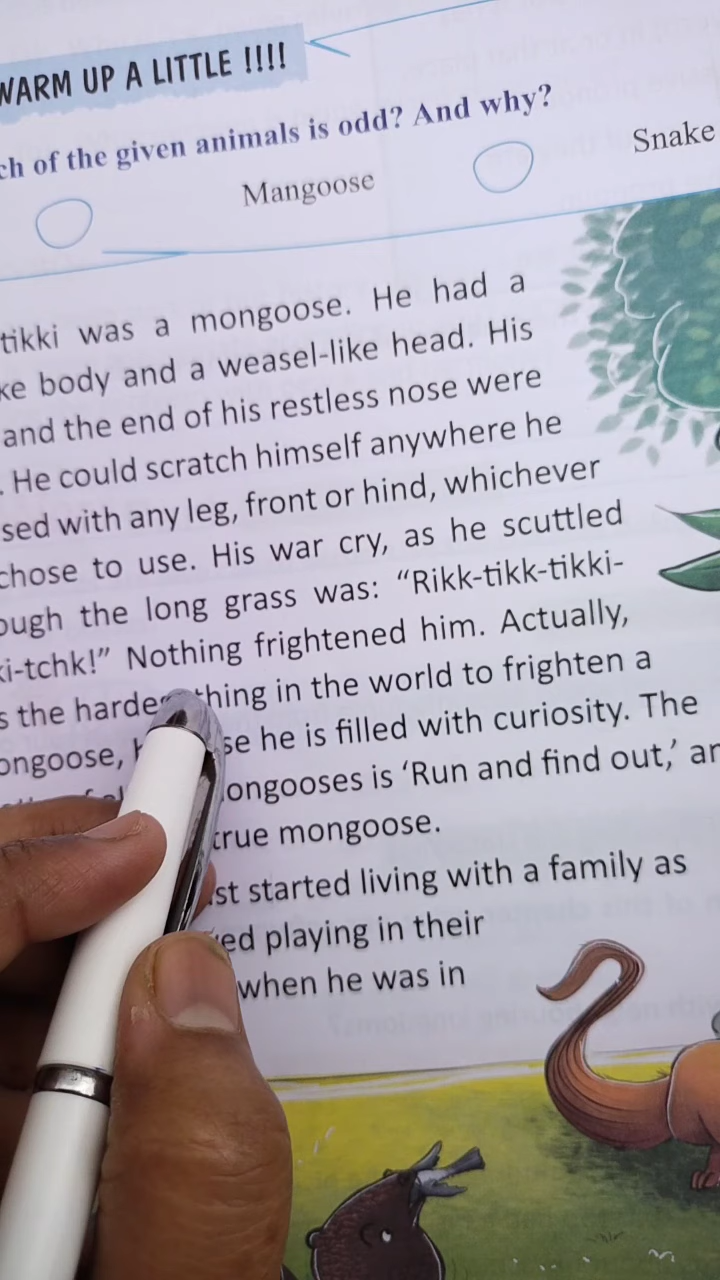 WARM UP A LITTLE !!!!
ch of the given animals is odd? And why?
Mangoose
Snake
tikki was a mongoose. He had a
ke body and a weasel-like head. His
and the end of his restless nose were
. He could scratch himself anywhere he
sed with any leg, front or hind, whichever
chose to use. His war cry, as he scuttled
ough the long grass was: “Rikk-tikk-tikki-
ki-tchk!” Nothing frightened him. Actually,
s the hardes thing in the world to frighten a
ongoose, se he is filled with curiosity. The
ongooses is ‘Run and find out,’ an
true mongoose.
st started living with a family as
ed playing in their
when he was in